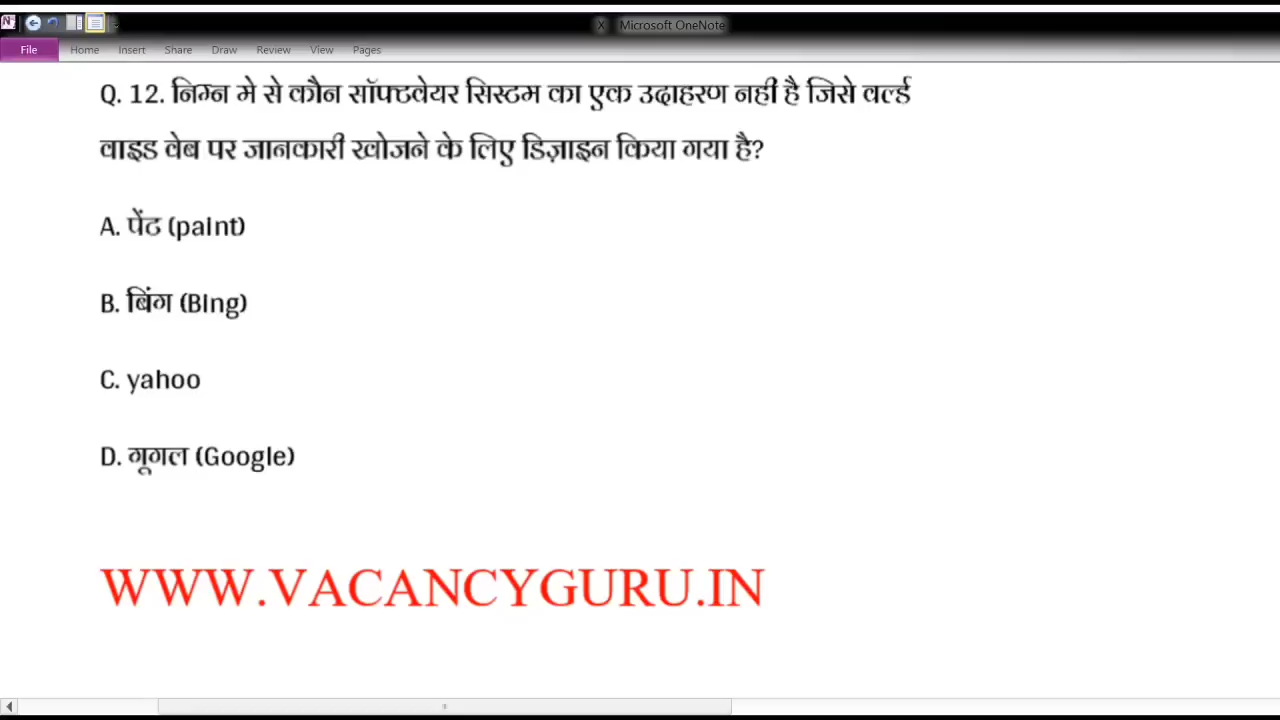 X Microsoft OneNote
File Home Insert Share Draw Review View Pages
Q. 12. निम्न मे से कौन सॉफ्टवेयर सिस्टम का एक उदाहरण नहीं है जिसे वर्ल्ड
वाइड वेब पर जानकारी खोजने के लिए डिज़ाइन किया गया है?
A. पेंट (paint)
B. बिंग (Bing)
C. yahoo
D. गूगल (Google)
WWW.VACANCYGURU.IN